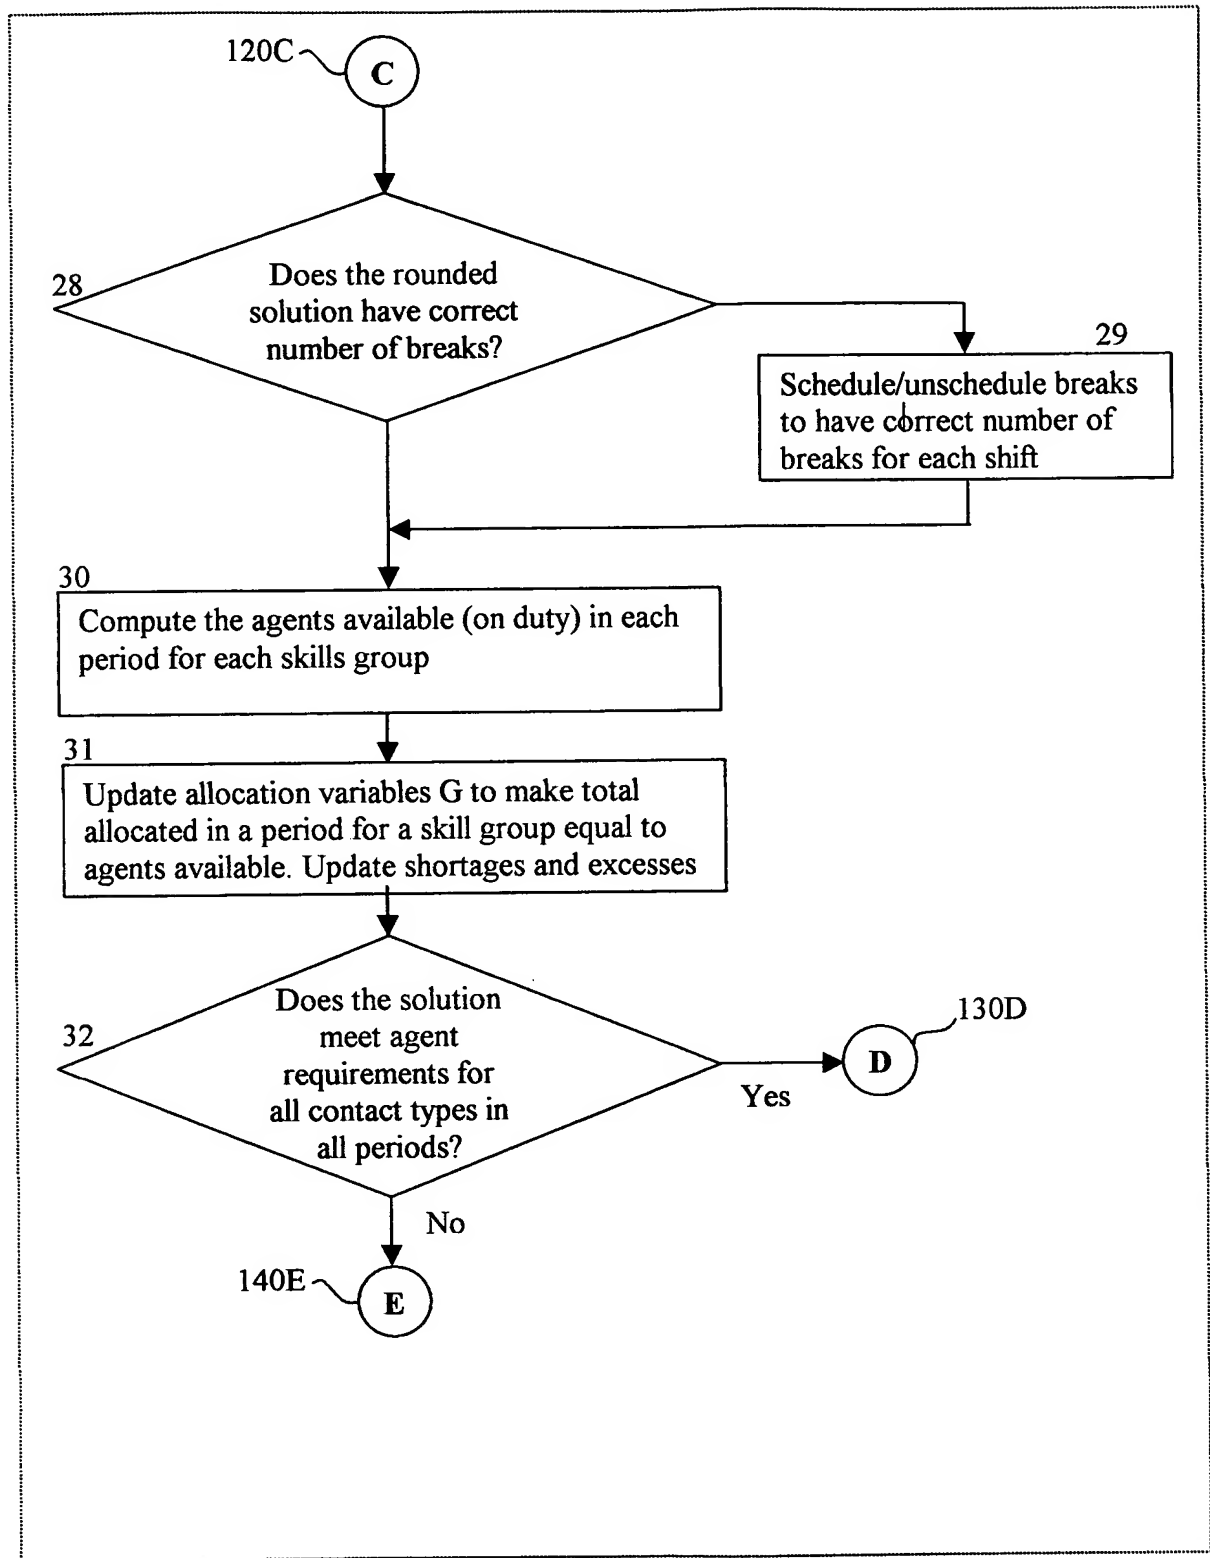 120C
C
28
Does the rounded
solution have correct
number of breaks?
29
Schedule/unschedule breaks
to have correct number of
breaks for each shift
30
Compute the agents available (on duty) in each
period for each skills group
31
Update allocation variables G to make total
allocated in a period for a skill group equal to
agents available. Update shortages and excesses
32
Does the solution
meet agent
requirements for
all contact types in
all periods?
Yes
130D
D
No
140E
E